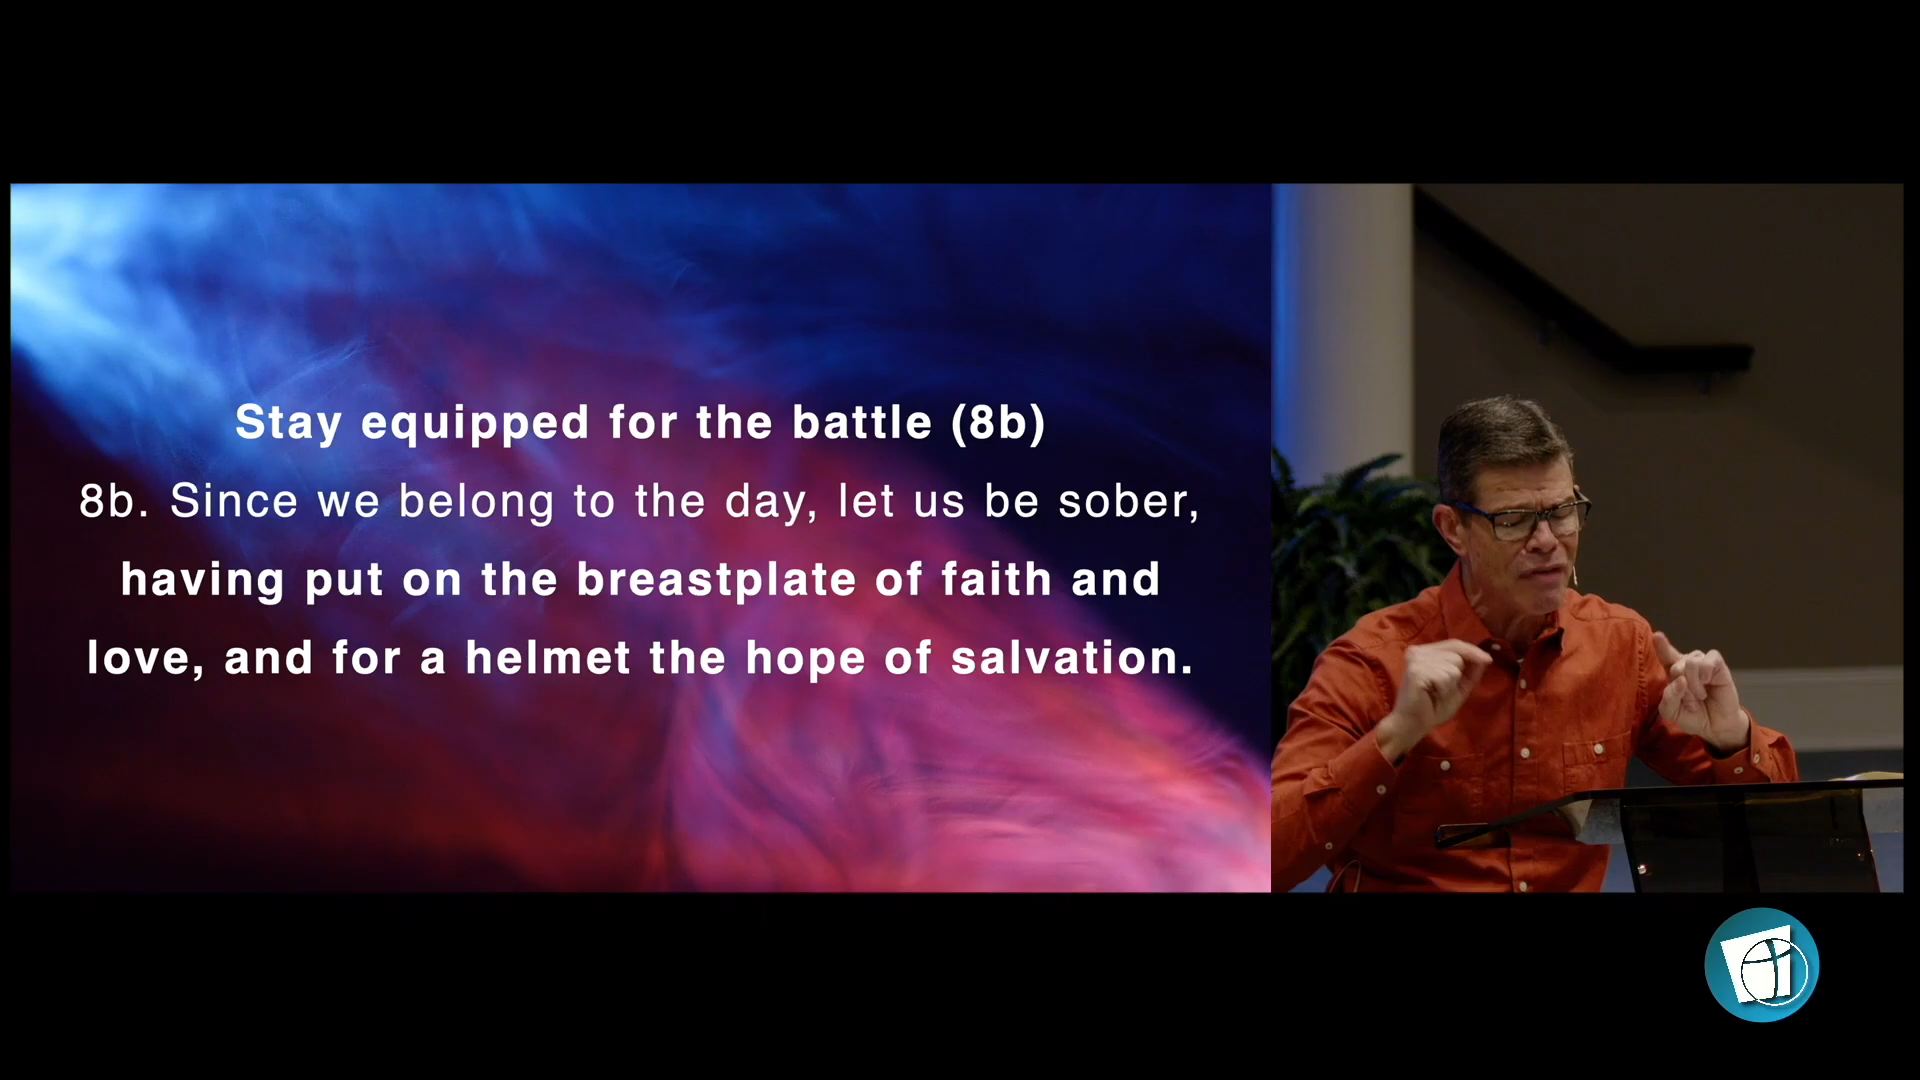 Stay equipped for the battle (8b)
8b. Since we belong to the day, let us be sober,
having put on the breastplate of faith and
love, and for a helmet the hope of salvation.